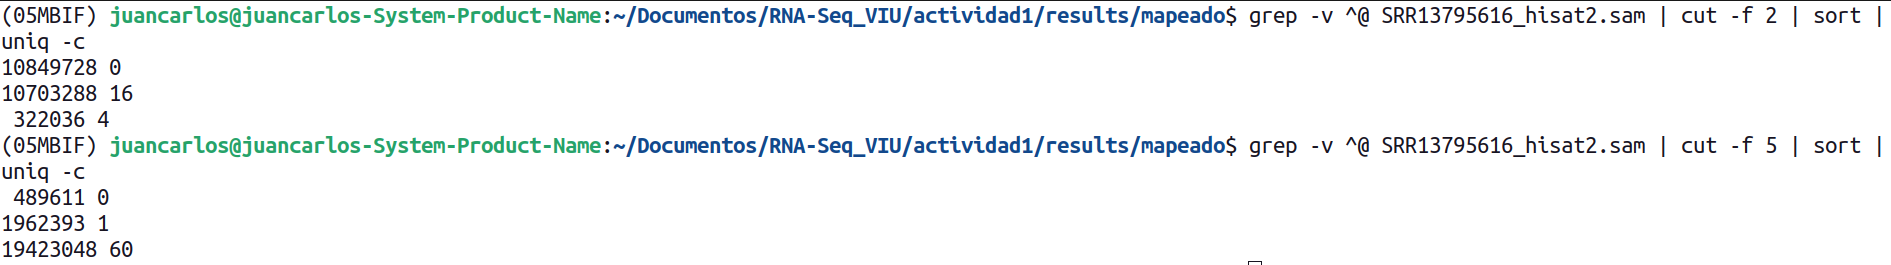 (05MBIF) juancarlos@juancarlos-System-Product-Name:~/Documentos/RNA-Seq_VIU/actividad1/results/mapeado$ grep -v ^@ SRR13795616_hisat2.sam | cut -f 2 | sort |
uniq -c
10849728 0
10703288 16
 322036 4
(05MBIF) juancarlos@juancarlos-System-Product-Name:~/Documentos/RNA-Seq_VIU/actividad1/results/mapeado$ grep -v ^@ SRR13795616_hisat2.sam | cut -f 5 | sort |
uniq -c
 489611 0
1962393 1
19423048 60